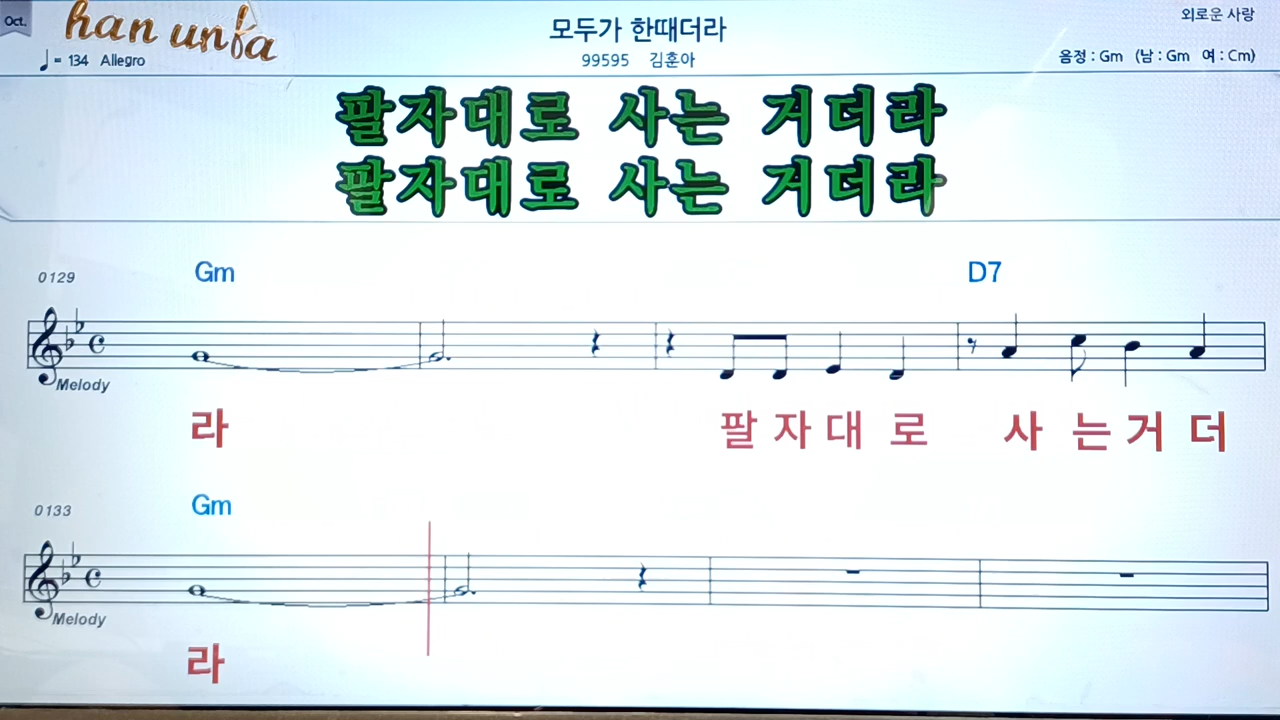 Oct.
han unfa
♩= 134 Allegro
모두가 한때더라
99595 김훈아
외로운 사랑
음정 : Gm (남 : Gm 여 : Cm)
팔자대로 사는 거더라
팔자대로 사는 거더라
0129
Gm D7
Melody
라 팔 자 대 로 사 는 거 더
0133
Gm
Melody
라